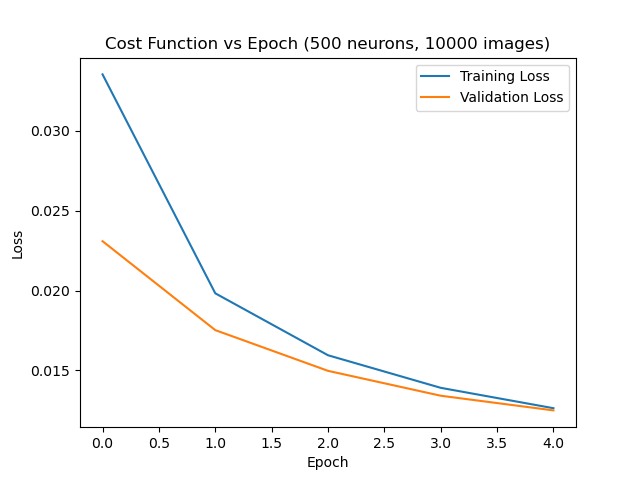 Cost Function vs Epoch (500 neurons, 10000 images)
Training Loss
Validation Loss
0.030
0.025
0.020
0.015
Loss
0.0 0.5 1.0 1.5 2.0 2.5 3.0 3.5 4.0
Epoch